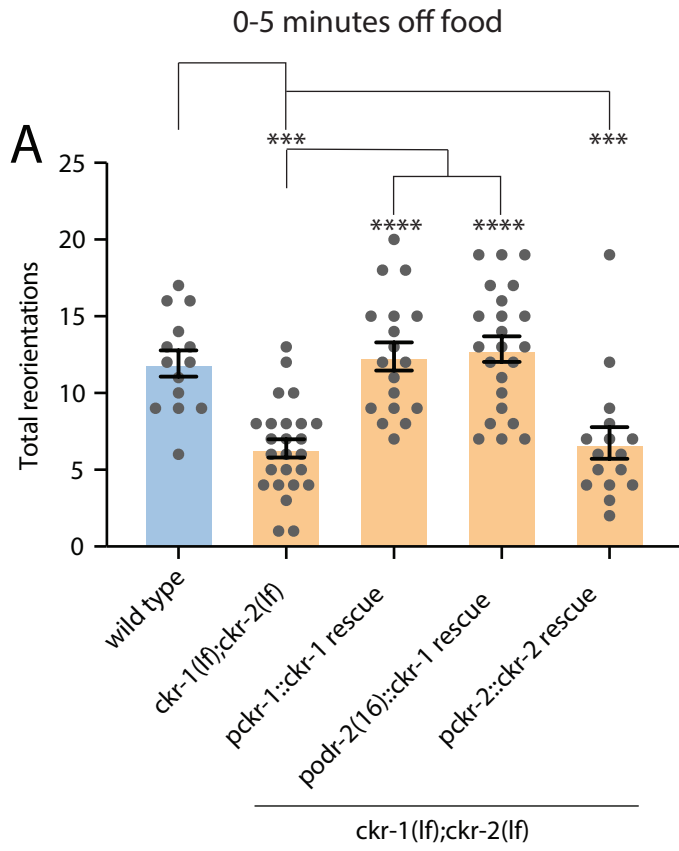 0-5 minutes off food
A
*** ***
**** ****
25
20
15
10
5
0
Total reorientations
wild type
ckr-1(lf);ckr-2(lf)
pckr-1::ckr-1 rescue
podr-2(16)::ckr-1 rescue
pckr-2::ckr-2 rescue
ckr-1(lf);ckr-2(lf)